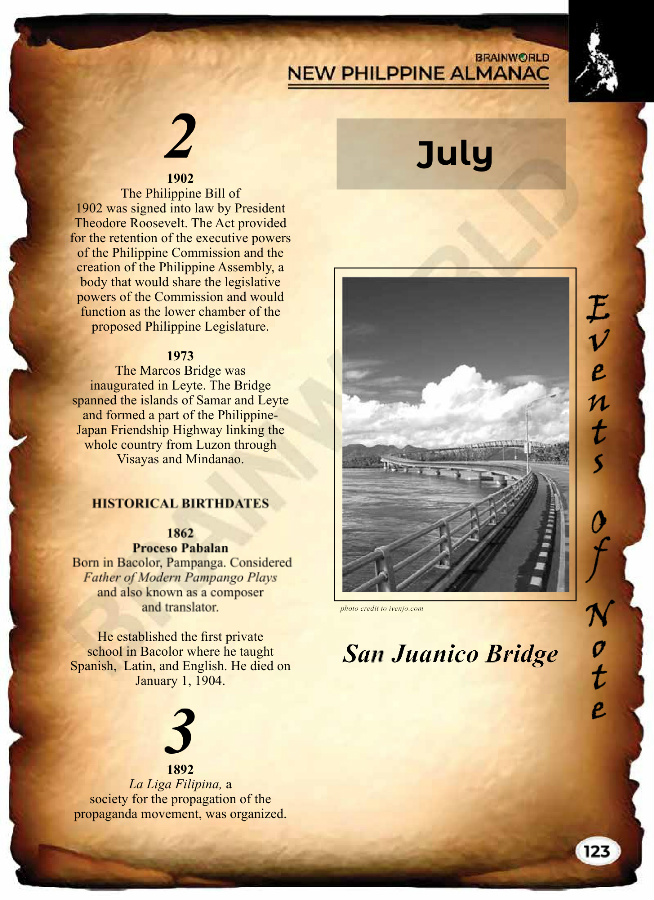 BRAINWORLD
NEW PHILPPINE ALMANAC
2
1902
The Philippine Bill of
1902 was signed into law by President
Theodore Roosevelt. The Act provided
for the retention of the executive powers
of the Philippine Commission and the
creation of the Philippine Assembly, a
body that would share the legislative
powers of the Commission and would
function as the lower chamber of the
proposed Philippine Legislature.
1973
The Marcos Bridge was
inaugurated in Leyte. The Bridge
spanned the islands of Samar and Leyte
and formed a part of the Philippine-
Japan Friendship Highway linking the
whole country from Luzon through
Visayas and Mindanao.
HISTORICAL BIRTHDATES
1862
Proceso Pabalan
Born in Bacolor, Pampanga. Considered
Father of Modern Pampango Plays
and also known as a composer
and translator.
He established the first private
school in Bacolor where he taught
Spanish, Latin, and English. He died on
January 1, 1904.
3
1892
La Liga Filipina, a
society for the propagation of the
propaganda movement, was organized.
July
photo credit to ivenjo.com
San Juanico Bridge
Events of Note
123
BRAINWORLD